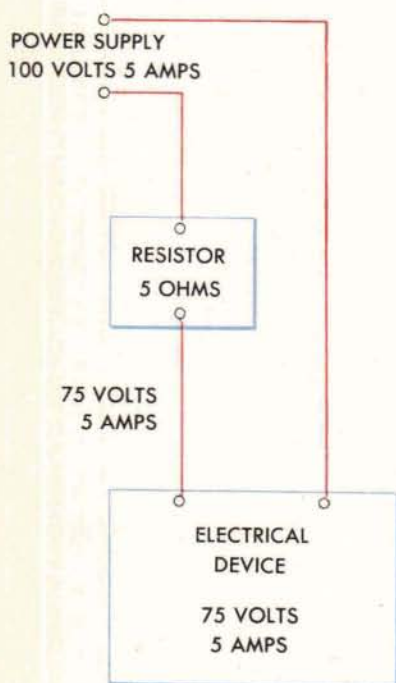 POWER SUPPLY
100 VOLTS 5 AMPS
RESISTOR
5 OHMS
75 VOLTS
5 AMPS
ELECTRICAL
DEVICE
75 VOLTS
5 AMPS